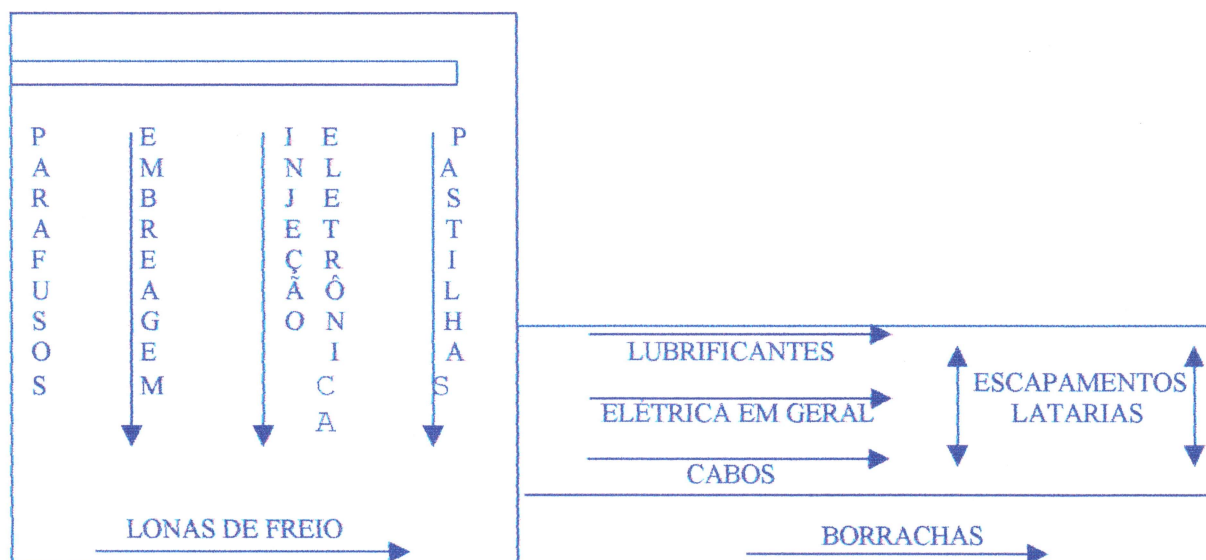 PARAFUSOS
EMBREAGEM
INJEÇÃO
ELETRÔNICA
PASTILHAS
LUBRIFICANTES
ELÉTRICA EM GERAL
CABOS
ESCAPAMENTOS
LATARIAS
LONAS DE FREIO
BORRACHAS